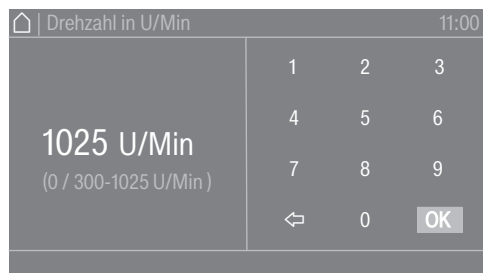 | Drehzahl in U/Min 11:00
1025 U/Min
(0 / 300-1025 U/Min )
1 2 3
4 5 6
7 8 9
0 OK